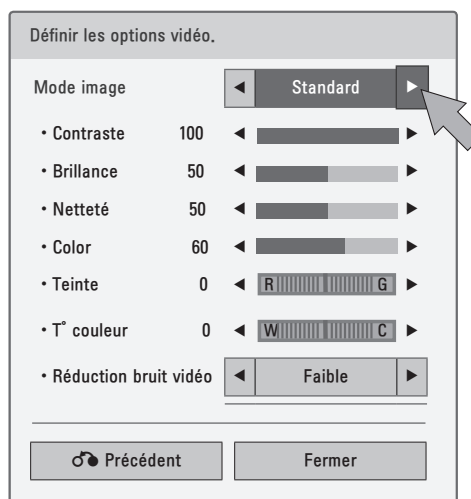 Définir les options vidéo.
Mode image ◀ Standard ▶
• Contraste 100 ◀ ▶
• Brillance 50 ◀ ▶
• Netteté 50 ◀ ▶
• Color 60 ◀ ▶
• Teinte 0 ◀ R G ▶
• T° couleur 0 ◀ W C ▶
• Réduction bruit vidéo ◀ Faible ▶
Précédent Fermer